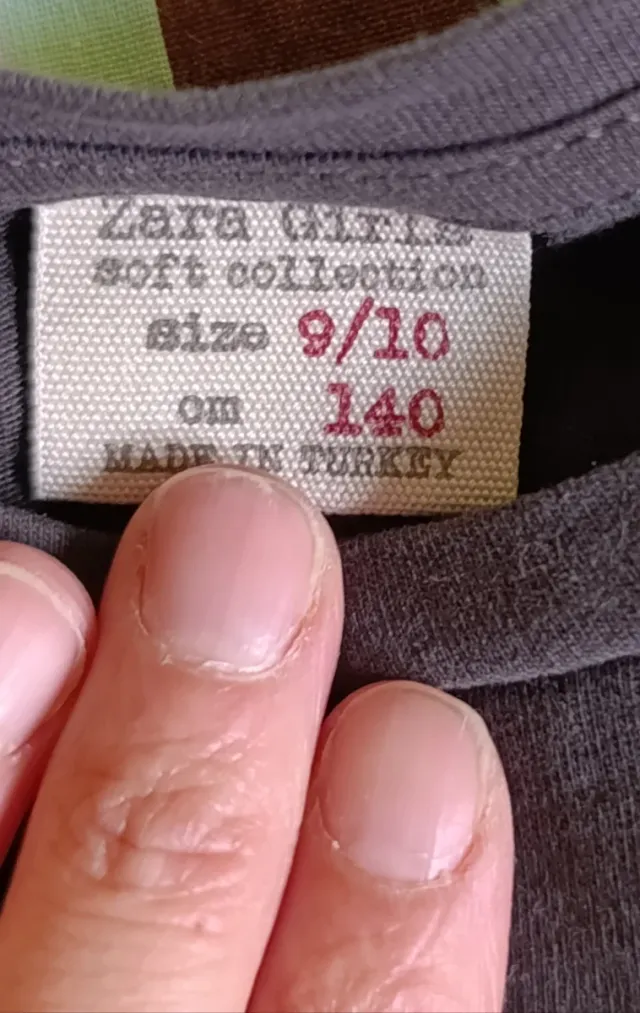 Zara Girls
soft collection
size 9/10
cm 140
MADE IN TURKEY